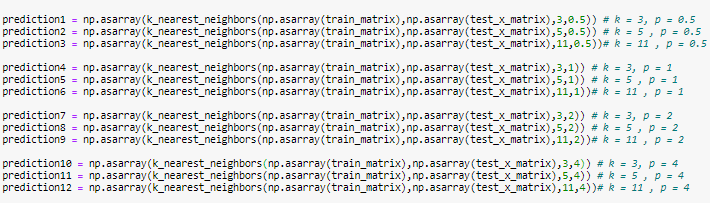 prediction1 = np.asarray(k_nearest_neighbors(np.asarray(train_matrix),np.asarray(test_x_matrix),3,0.5)) # k = 3, p = 0.5
prediction2 = np.asarray(k_nearest_neighbors(np.asarray(train_matrix),np.asarray(test_x_matrix),5,0.5)) # k = 5 , p = 0.5
prediction3 = np.asarray(k_nearest_neighbors(np.asarray(train_matrix),np.asarray(test_x_matrix),11,0.5))# k = 11 , p = 0.5
prediction4 = np.asarray(k_nearest_neighbors(np.asarray(train_matrix),np.asarray(test_x_matrix),3,1)) # k = 3, p = 1
prediction5 = np.asarray(k_nearest_neighbors(np.asarray(train_matrix),np.asarray(test_x_matrix),5,1)) # k = 5 , p = 1
prediction6 = np.asarray(k_nearest_neighbors(np.asarray(train_matrix),np.asarray(test_x_matrix),11,1))# k = 11 , p = 1
prediction7 = np.asarray(k_nearest_neighbors(np.asarray(train_matrix),np.asarray(test_x_matrix),3,2)) # k = 3, p = 2
prediction8 = np.asarray(k_nearest_neighbors(np.asarray(train_matrix),np.asarray(test_x_matrix),5,2)) # k = 5 , p = 2
prediction9 = np.asarray(k_nearest_neighbors(np.asarray(train_matrix),np.asarray(test_x_matrix),11,2))# k = 11 , p = 2
prediction10 = np.asarray(k_nearest_neighbors(np.asarray(train_matrix),np.asarray(test_x_matrix),3,4)) # k = 3, p = 4
prediction11 = np.asarray(k_nearest_neighbors(np.asarray(train_matrix),np.asarray(test_x_matrix),5,4)) # k = 5 , p = 4
prediction12 = np.asarray(k_nearest_neighbors(np.asarray(train_matrix),np.asarray(test_x_matrix),11,4))# k = 11 , p = 4